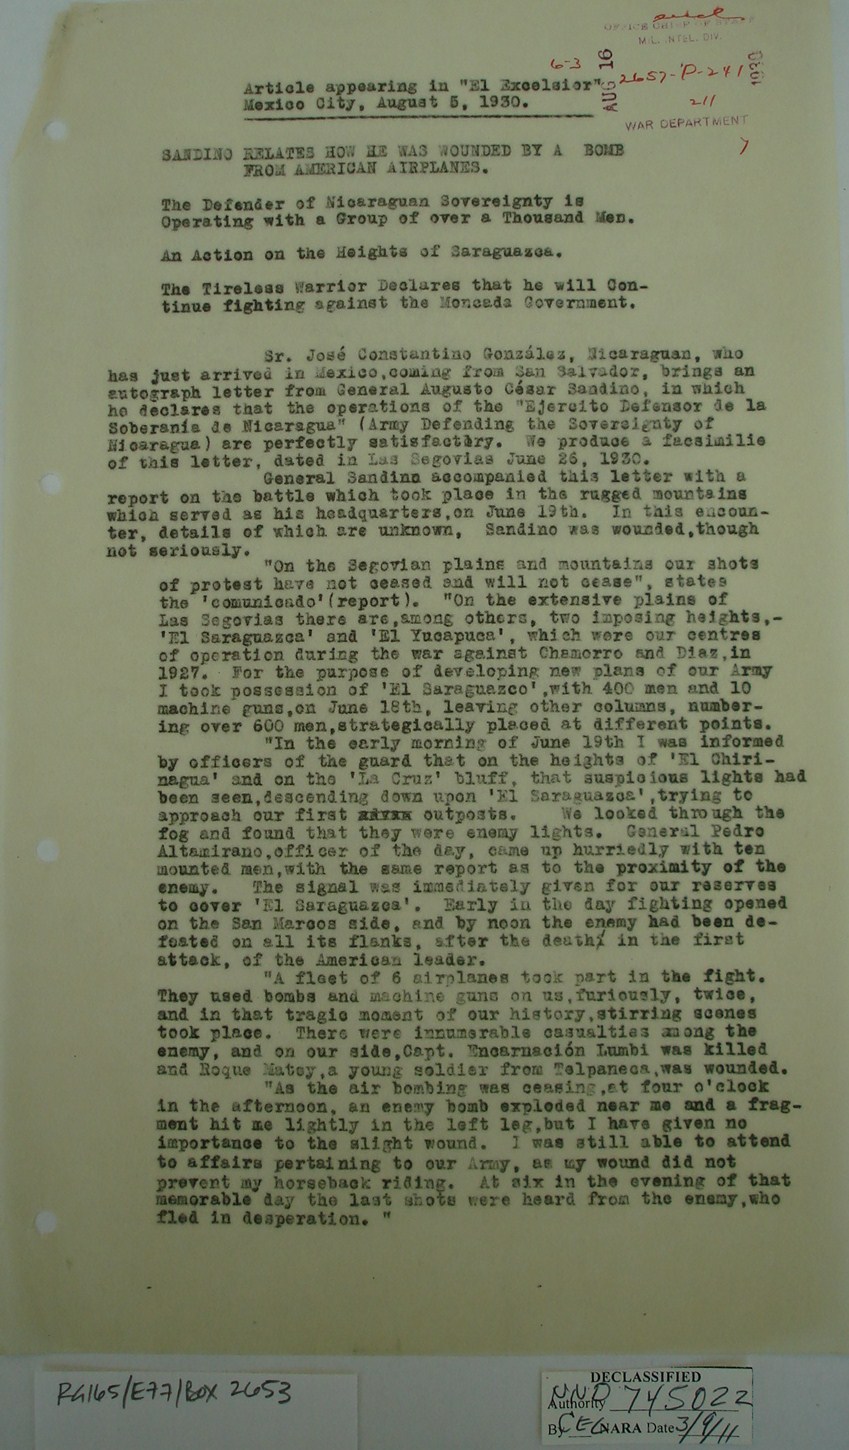 OFFICE CHIEF OF STAFF
MIL. INTEL. DIV.
6-3
AUG 16 1930
2657-P-241
211
WAR DEPARTMENT
7
Article appearing in "El Excelsior",
Mexico City, August 5, 1930.
SANDINO RELATES HOW HE WAS WOUNDED BY A BOMB
FROM AMERICAN AIRPLANES.
The Defender of Nicaraguan Sovereignty is
Operating with a Group of over a Thousand Men.
An Action on the Heights of Saraguazca.
The Tireless Warrior Declares that he will Con-
tinue fighting against the Moncada Government.
Sr. José Constantino González, Nicaraguan, who
has just arrived in Mexico,coming from San Salvador, brings an
autograph letter from General Augusto César Sandino, in which
he declares that the operations of the "Ejercito Defensor de la
Soberania de Nicaragua" (Army Defending the Sovereignty of
Nicaragua) are perfectly satisfactory. We produce a facsimilie
of this letter, dated in Las Segovias June 26, 1930.
General Sandino accompanied this letter with a
report on the battle which took place in the rugged mountains
which served as his headquarters,on June 19th. In this encoun-
ter, details of which are unknown, Sandino was wounded,though
not seriously.
"On the Segovian plains and mountains our shots
of protest have not ceased and will not cease", states
the 'comunicado'(report). "On the extensive plains of
Las Segovias there are,among others, two imposing heights,-
'El Saraguazca' and 'El Yucapuca', which were our centres
of operation during the war against Chamorro and Diaz,in
1927. For the purpose of developing new plans of our Army
I took possession of 'El Saraguazco',with 400 men and 10
machine guns,on June 18th, leaving other columns, number-
ing over 600 men,strategically placed at different points.
"In the early morning of June 19th I was informed
by officers of the guard that on the heights of 'El Chiri-
nagua' and on the 'La Cruz' bluff, that suspicious lights had
been seen,descending down upon 'El Saraguazca',trying to
approach our first outposts. We looked through the
fog and found that they were enemy lights. General Pedro
Altamirano,officer of the day, came up hurriedly with ten
mounted men,with the same report as to the proximity of the
enemy. The signal was immediately given for our reserves
to cover 'El Saraguazca'. Early in the day fighting opened
on the San Marcos side, and by noon the enemy had been de-
feated on all its flanks, after the death in the first
attack, of the American leader.
"A fleet of 6 airplanes took part in the fight.
They used bombs and machine guns on us,furiously, twice,
and in that tragic moment of our history,stirring scenes
took place. There were innumerable casualties among the
enemy, and on our side,Capt. Encarnación Lumbi was killed
and Roque Matey,a young soldier from Telpaneca,was wounded.
"As the air bombing was ceasing,at four o'clock
in the afternoon, an enemy bomb exploded near me and a frag-
ment hit me lightly in the left leg,but I have given no
importance to the slight wound. I was still able to attend
to affairs pertaining to our Army, as my wound did not
prevent my horseback riding. At six in the evening of that
memorable day the last shots were heard from the enemy,who
fled in desperation. "
RG165/E77/BOX 2653
DECLASSIFIED
Authority NND 745022
By CEG NARA Date 3/9/11